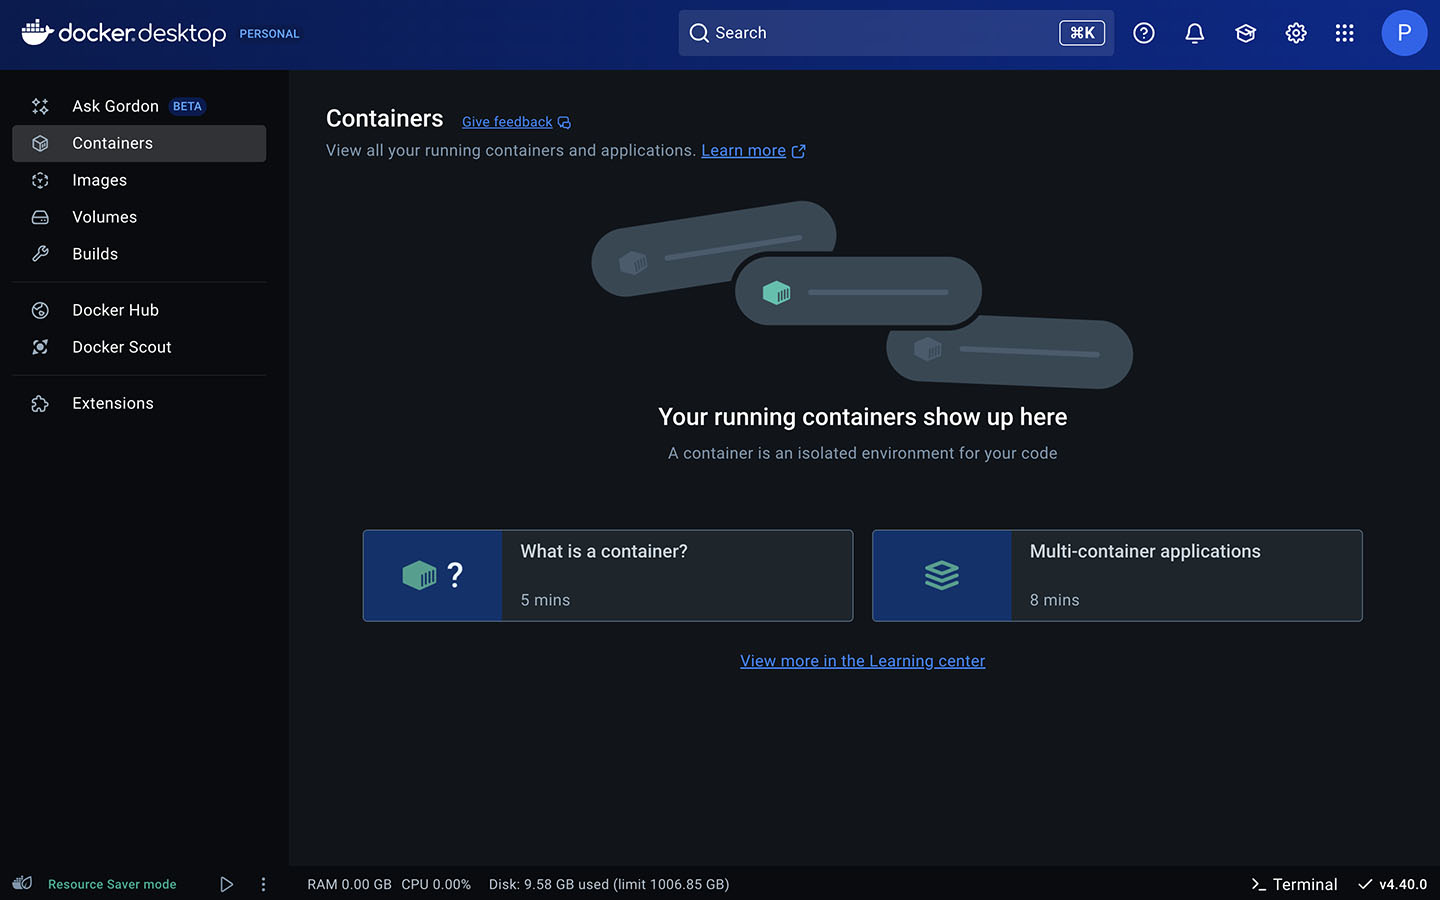 docker.desktop PERSONAL
Search ⌘K
P
Ask Gordon BETA
Containers
Images
Volumes
Builds
Docker Hub
Docker Scout
Extensions
Containers Give feedback
View all your running containers and applications. Learn more
Your running containers show up here
A container is an isolated environment for your code
?
What is a container?
5 mins
Multi-container applications
8 mins
View more in the Learning center
Resource Saver mode
RAM 0.00 GB CPU 0.00% Disk: 9.58 GB used (limit 1006.85 GB)
Terminal
v4.40.0